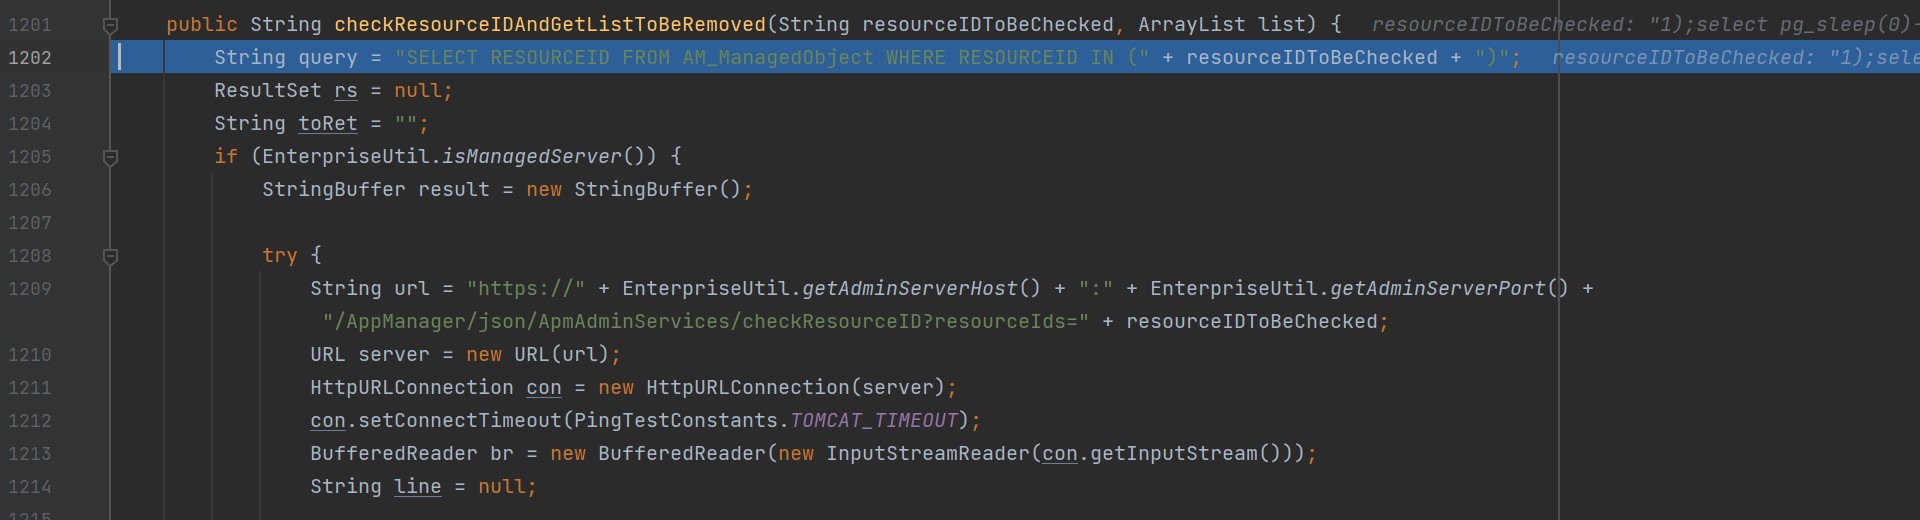 1201 public String checkResourceIDAndGetListToBeRemoved(String resourceIDToBeChecked, ArrayList list) { resourceIDToBeChecked: "1);select pg_sleep(0)-
1202 String query = "SELECT RESOURCEID FROM AM_ManagedObject WHERE RESOURCEID IN (" + resourceIDToBeChecked + ")"; resourceIDToBeChecked: "1);sele
1203 ResultSet rs = null;
1204 String toRet = "";
1205 if (EnterpriseUtil.isManagedServer()) {
1206 StringBuffer result = new StringBuffer();
1207
1208 try {
1209 String url = "https://" + EnterpriseUtil.getAdminServerHost() + ":" + EnterpriseUtil.getAdminServerPort() +
"/AppManager/json/ApmAdminServices/checkResourceID?resourceIds=" + resourceIDToBeChecked;
1210 URL server = new URL(url);
1211 HttpURLConnection con = new HttpURLConnection(server);
1212 con.setConnectTimeout(PingTestConstants.TOMCAT_TIMEOUT);
1213 BufferedReader br = new BufferedReader(new InputStreamReader(con.getInputStream()));
1214 String line = null;
1215